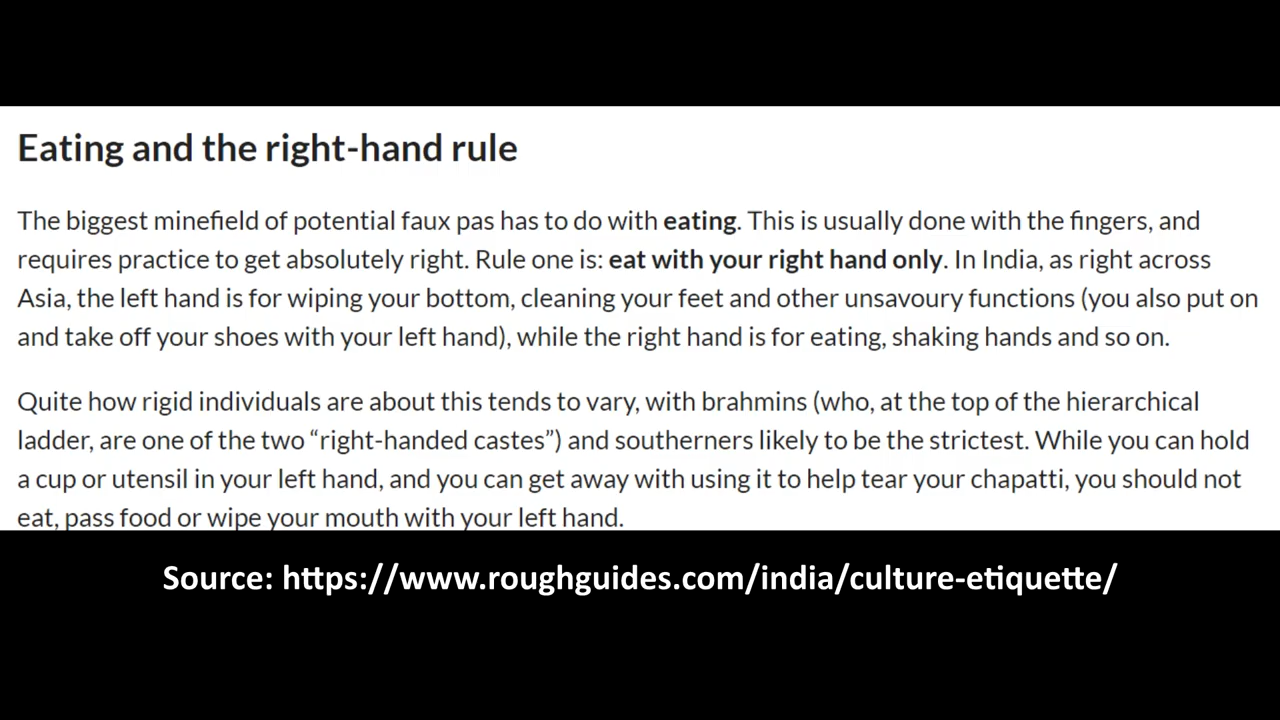 Eating and the right-hand rule
The biggest minefield of potential faux pas has to do with eating. This is usually done with the fingers, and
requires practice to get absolutely right. Rule one is: eat with your right hand only. In India, as right across
Asia, the left hand is for wiping your bottom, cleaning your feet and other unsavoury functions (you also put on
and take off your shoes with your left hand), while the right hand is for eating, shaking hands and so on.
Quite how rigid individuals are about this tends to vary, with brahmins (who, at the top of the hierarchical
ladder, are one of the two “right-handed castes”) and southerners likely to be the strictest. While you can hold
a cup or utensil in your left hand, and you can get away with using it to help tear your chapatti, you should not
eat, pass food or wipe your mouth with your left hand.
Source: https://www.roughguides.com/india/culture-etiquette/